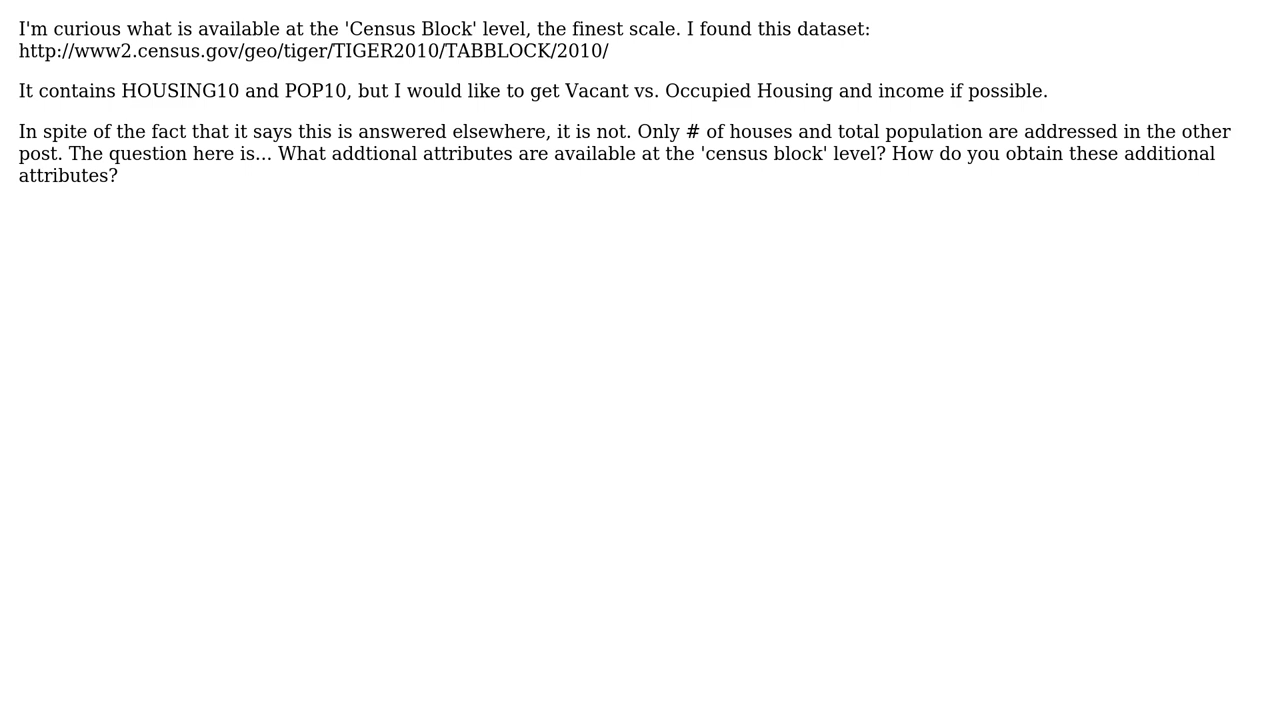 I'm curious what is available at the 'Census Block' level, the finest scale. I found this dataset:
http://www2.census.gov/geo/tiger/TIGER2010/TABBLOCK/2010/
It contains HOUSING10 and POP10, but I would like to get Vacant vs. Occupied Housing and income if possible.
In spite of the fact that it says this is answered elsewhere, it is not. Only # of houses and total population are addressed in the other
post. The question here is... What addtional attributes are available at the 'census block' level? How do you obtain these additional
attributes?